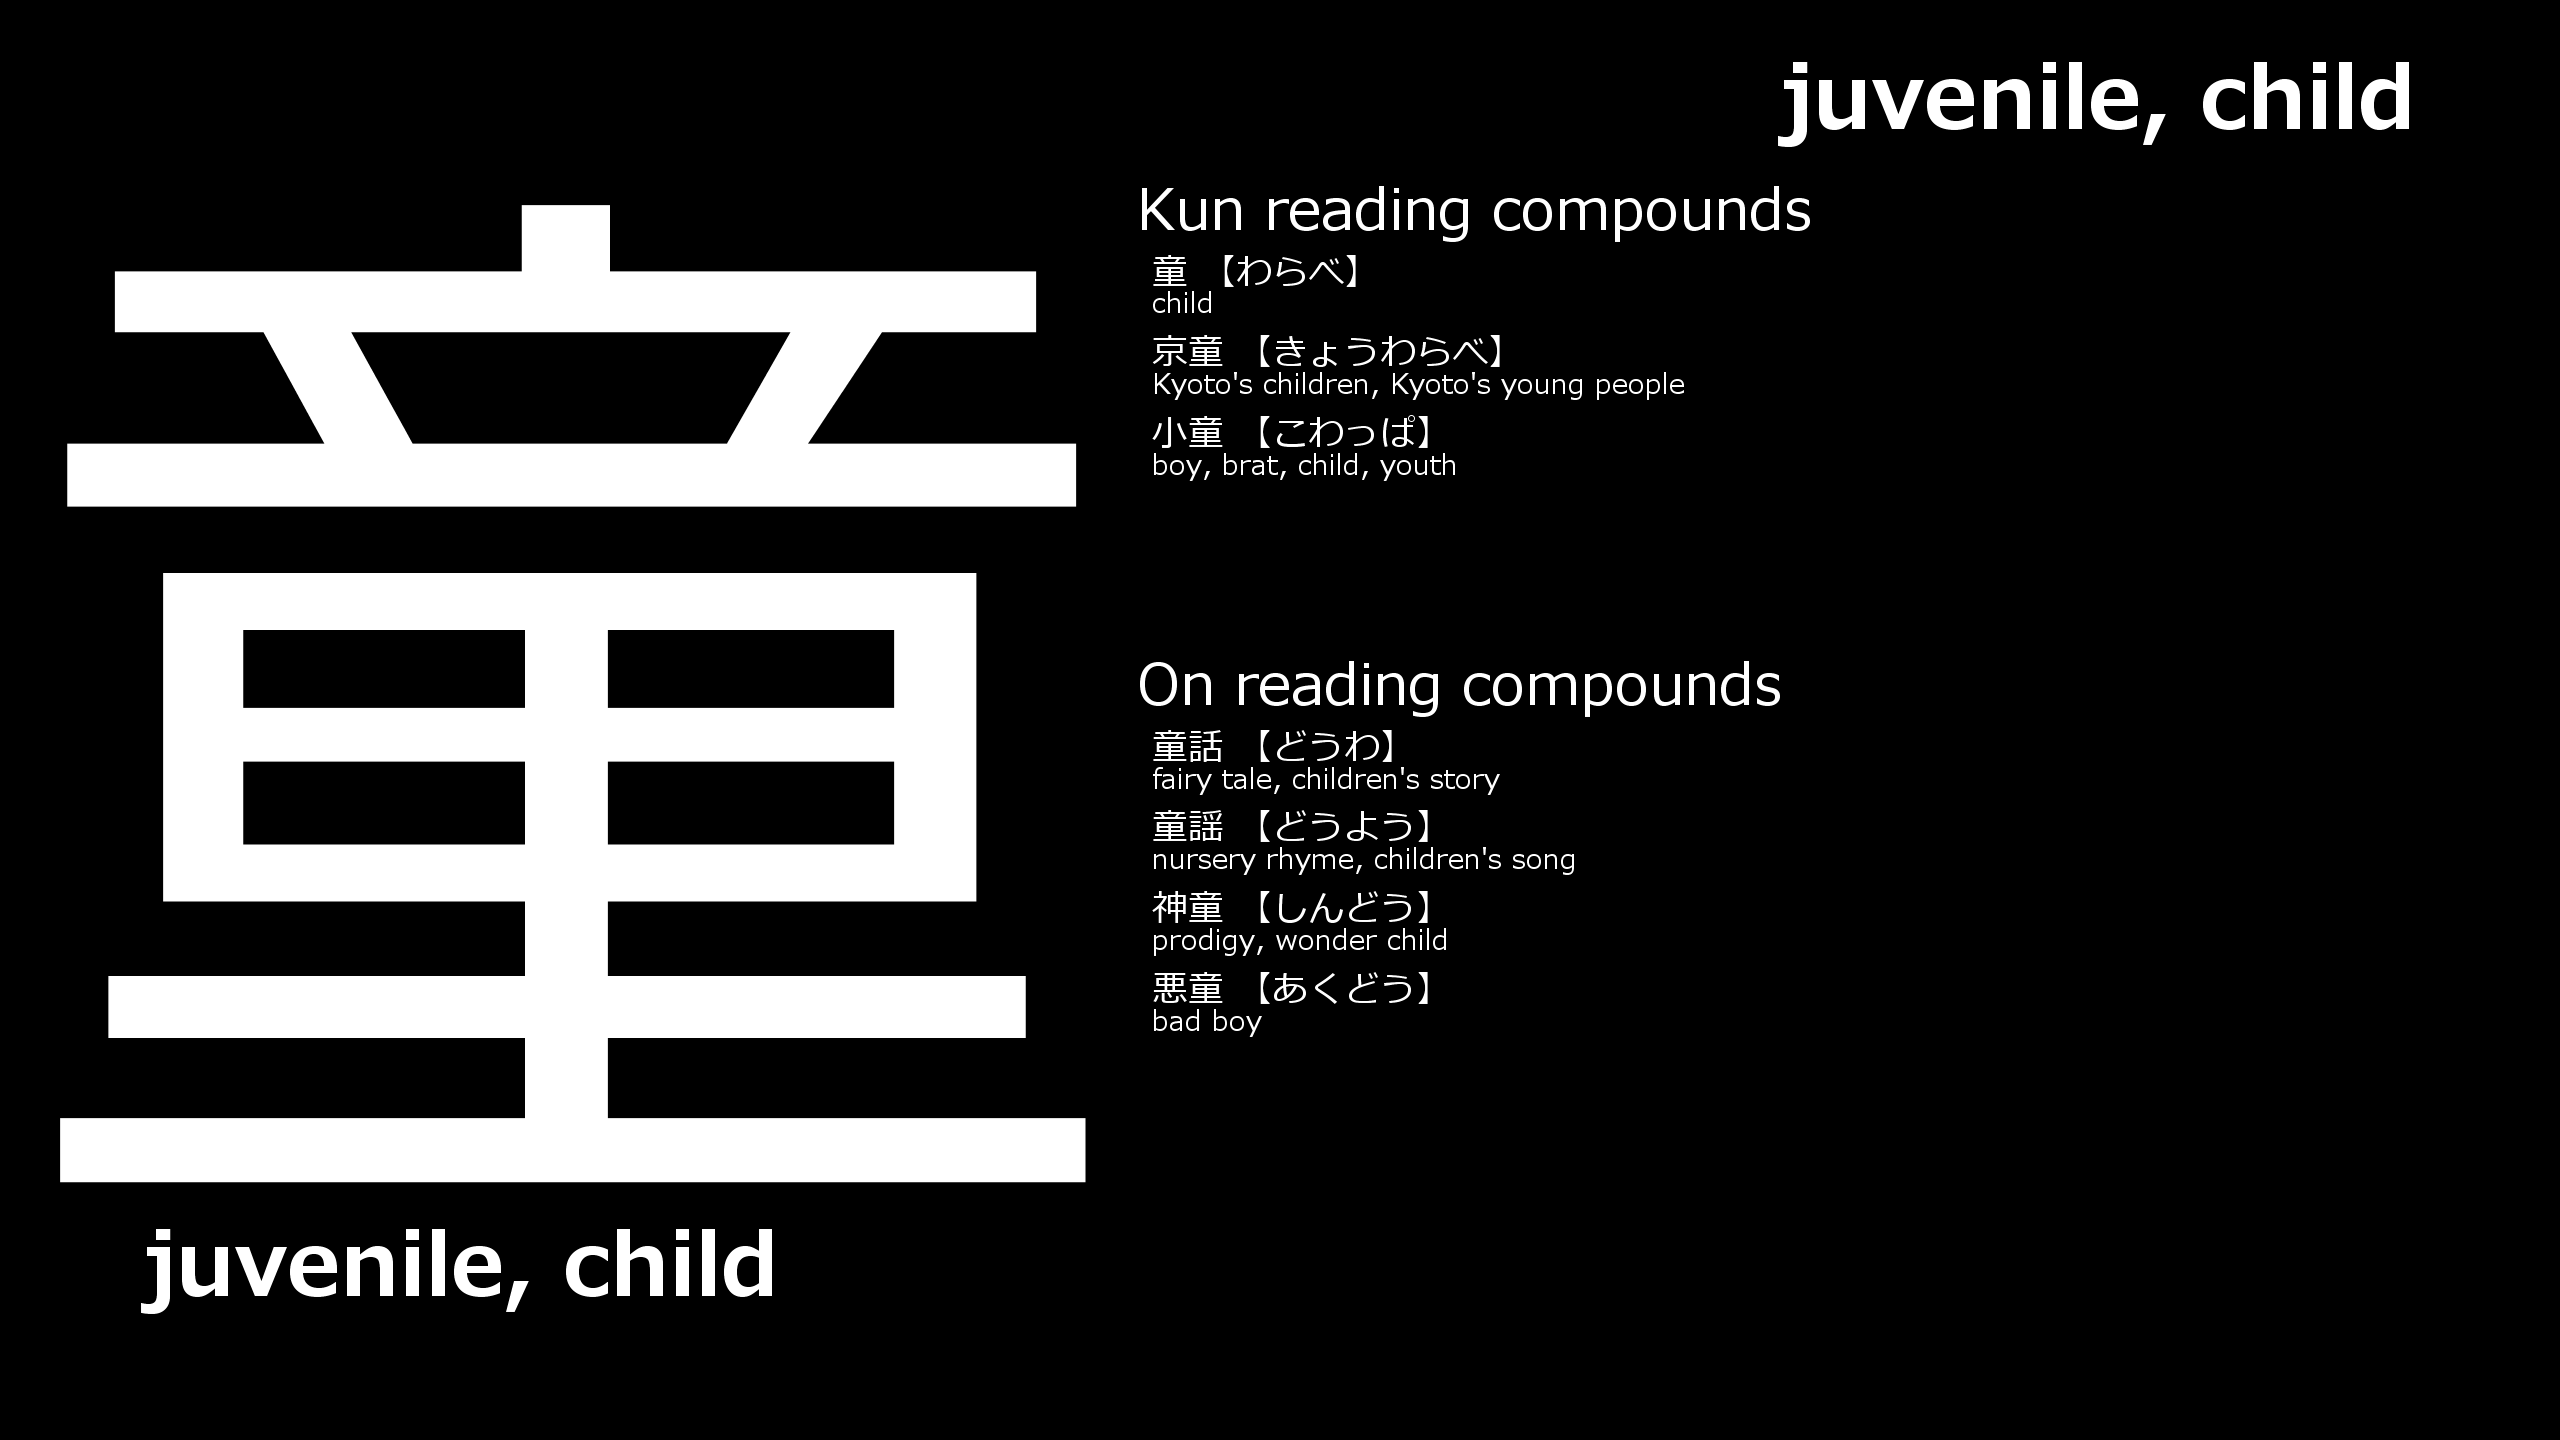 童
juvenile, child
juvenile, child
Kun reading compounds
童 【わらべ】
child
京童 【きょうわらべ】
Kyoto's children, Kyoto's young people
小童 【こわっぱ】
boy, brat, child, youth
On reading compounds
童話 【どうわ】
fairy tale, children's story
童謡 【どうよう】
nursery rhyme, children's song
神童 【しんどう】
prodigy, wonder child
悪童 【あくどう】
bad boy